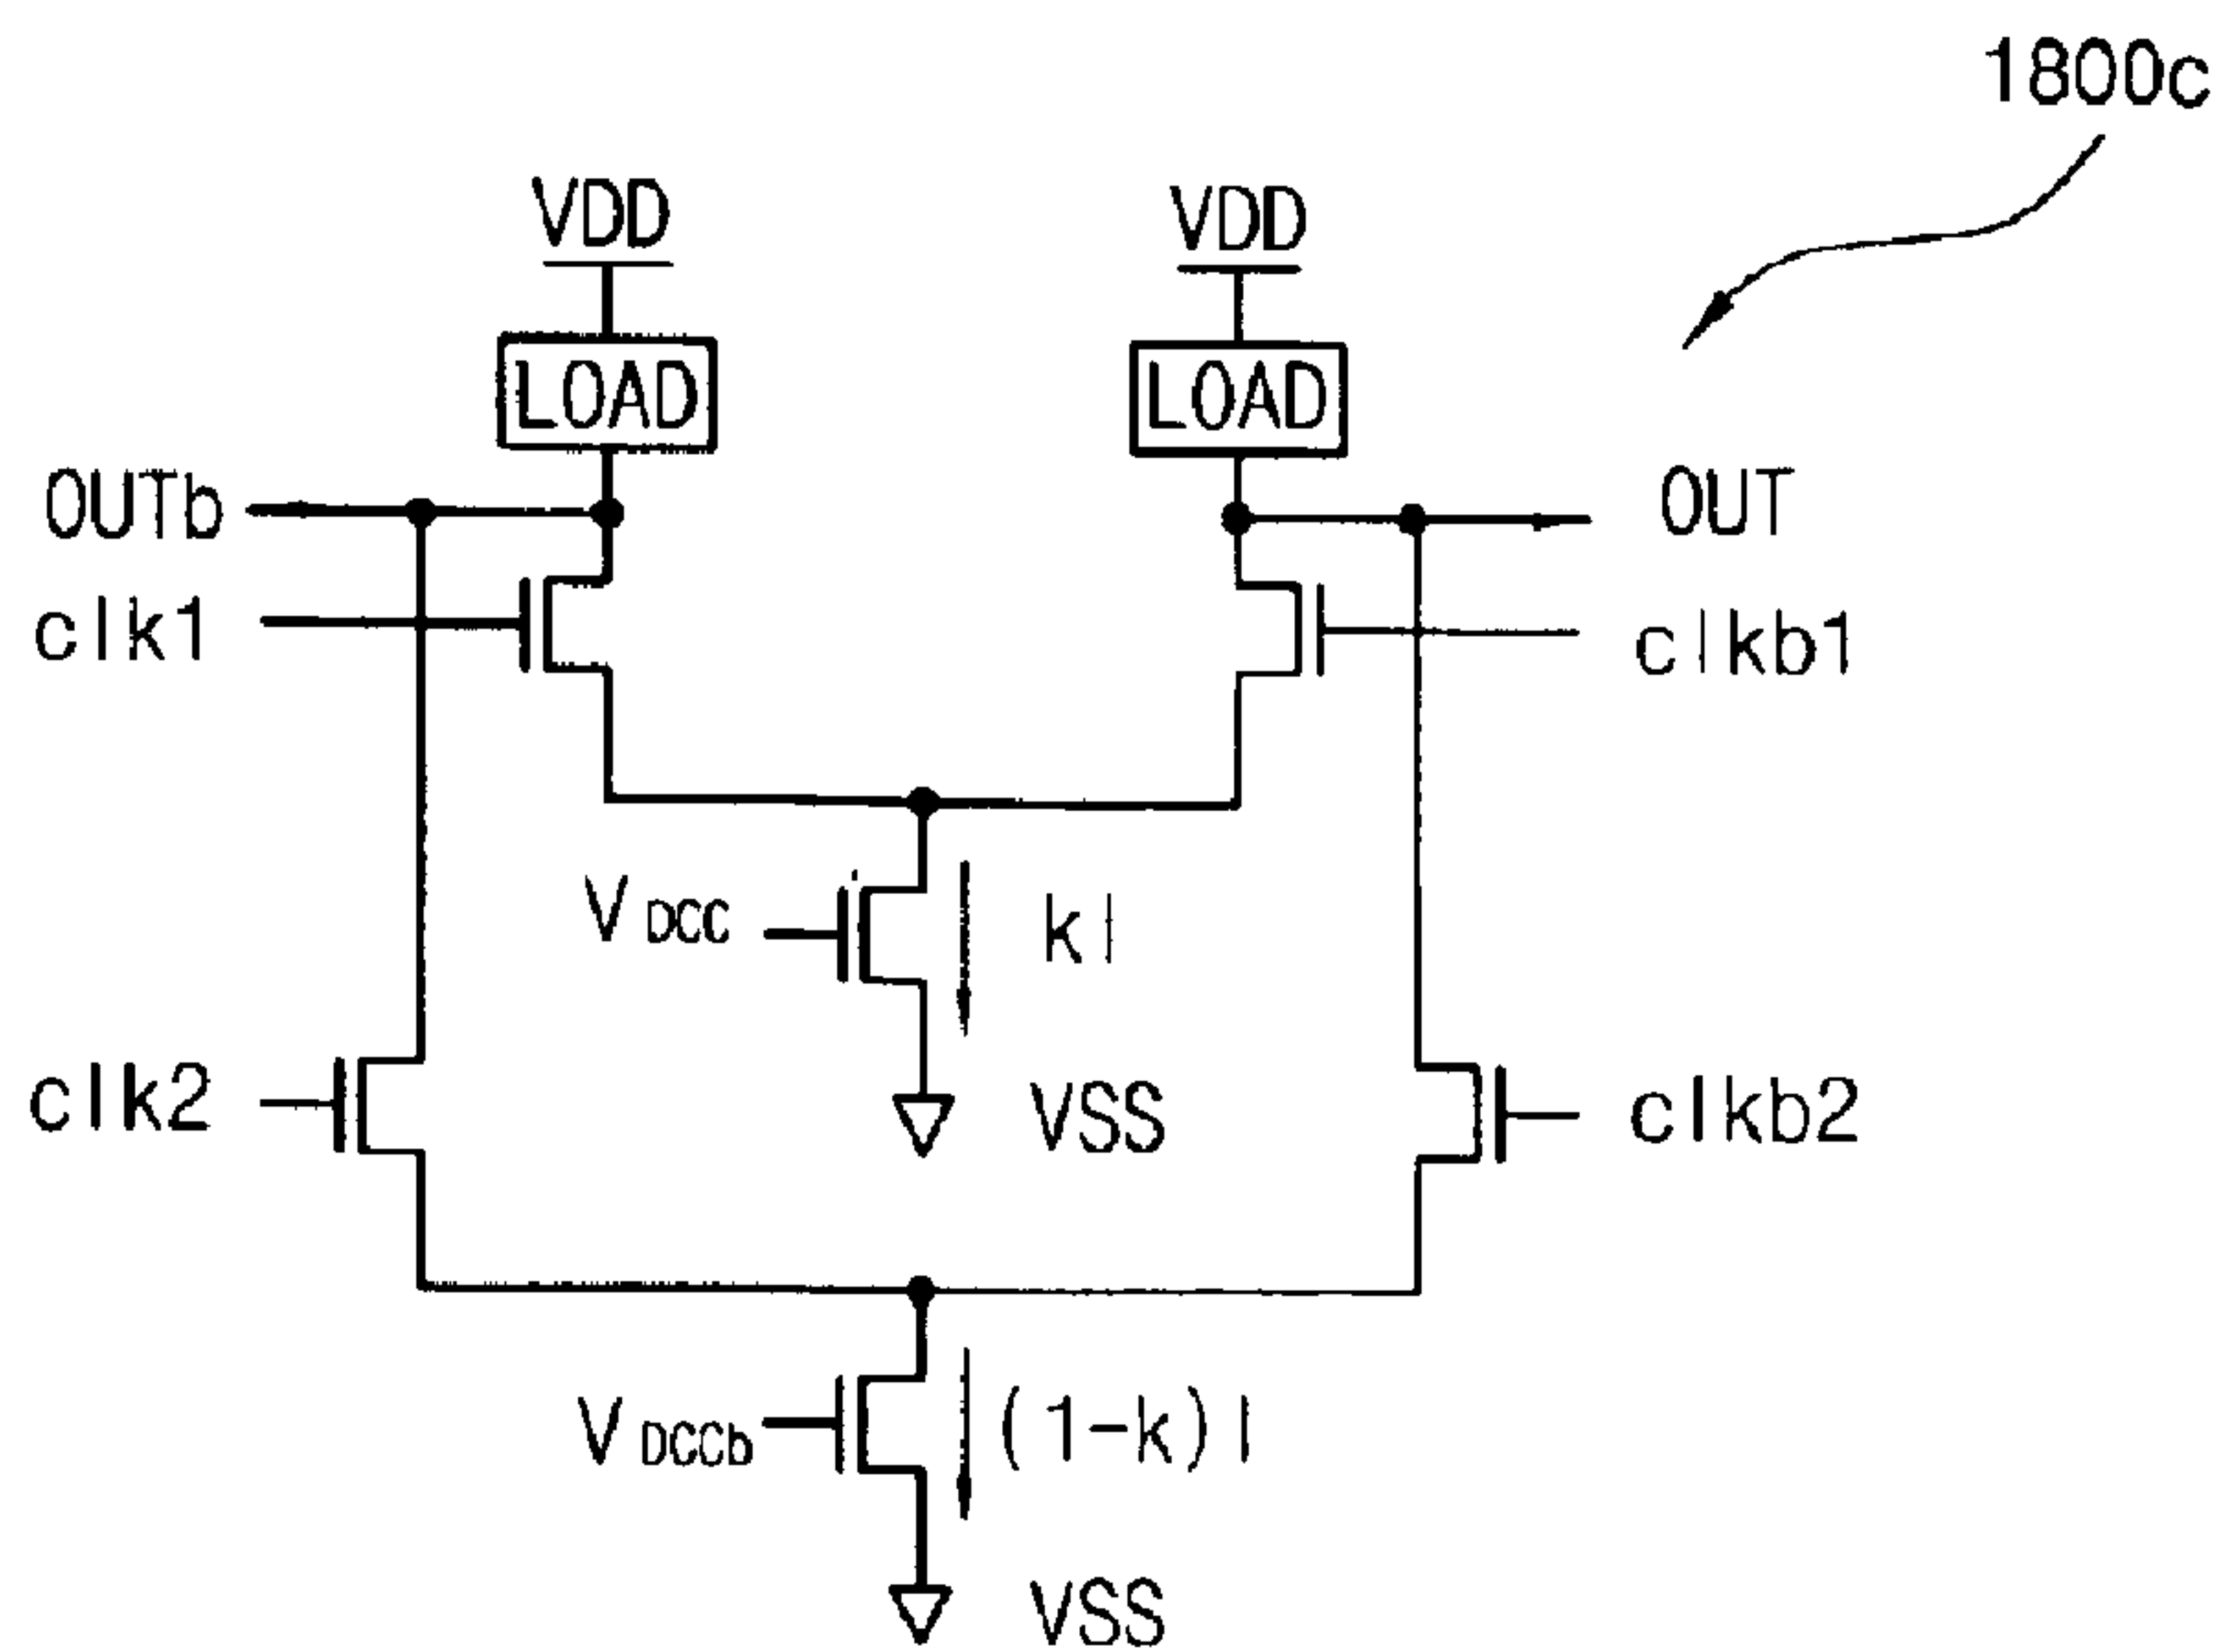 1800c
VDD
VDD
LOAD
LOAD
OUTb
OUT
clk1
clkb1
VDCC
kI
clk2
VSS
clkb2
VDCCb
(1-k)I
VSS